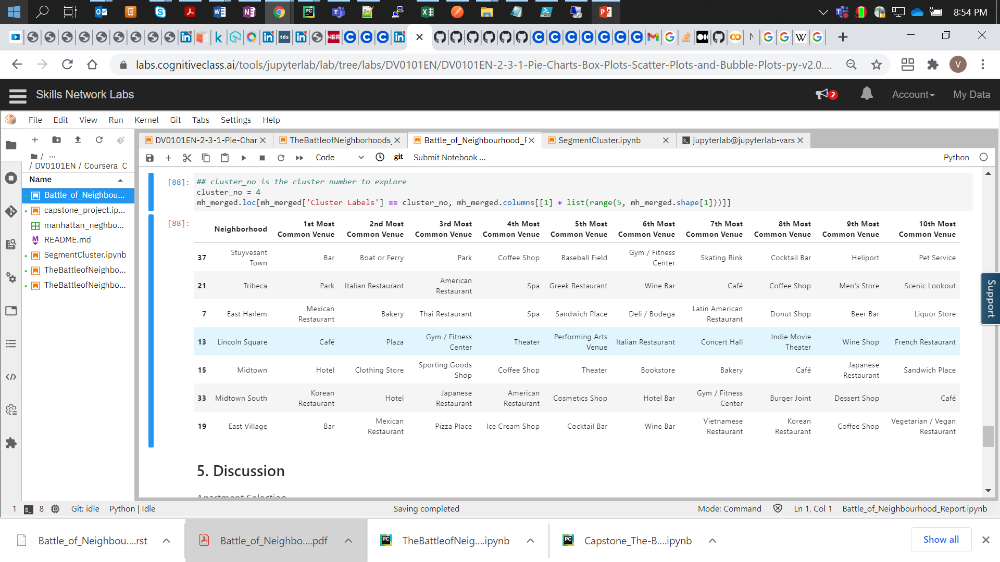 8:54 PM
labs.cognitiveclass.ai/tools/jupyterlab/lab/tree/labs/DV0101EN/DV0101EN-2-3-1-Pie-Charts-Box-Plots-Scatter-Plots-and-Bubble-Plots-py-v2.0....
V
Skills Network Labs
2
Account
My Data
File Edit View Run Kernel Git Tabs Settings Help
DV0101EN-2-3-1-Pie-Char
TheBattleofNeighborhoods
Battle_of_Neighbourhood_F
SegmentCluster.ipynb
jupyterlab@jupyterlab-vars
Code
git
Submit Notebook ...
Python
/ ...
/ DV0101EN / Coursera C
Name
Battle_of_Neighbou...
capstone_project.ip...
manhattan_neghbo...
README.md
SegmentCluster.ipynb
TheBattleofNeighbo...
TheBattleofNeighbo...
[88]: ## cluster_no is the cluster number to explore
cluster_no = 4
mh_merged.loc[mh_merged['Cluster Labels'] == cluster_no, mh_merged.columns[[1] + list(range(5, mh_merged.shape[1]))]]
[88]:
Neighborhood 1st Most Common Venue 2nd Most Common Venue 3rd Most Common Venue 4th Most Common Venue 5th Most Common Venue 6th Most Common Venue 7th Most Common Venue 8th Most Common Venue 9th Most Common Venue 10th Most Common Venue
37 Stuyvesant Town Bar Boat or Ferry Park Coffee Shop Baseball Field Gym / Fitness Center Skating Rink Cocktail Bar Heliport Pet Service
21 Tribeca Park Italian Restaurant American Restaurant Spa Greek Restaurant Wine Bar Café Coffee Shop Men's Store Scenic Lookout
7 East Harlem Mexican Restaurant Bakery Thai Restaurant Spa Sandwich Place Deli / Bodega Latin American Restaurant Donut Shop Beer Bar Liquor Store
13 Lincoln Square Café Plaza Gym / Fitness Center Theater Performing Arts Venue Italian Restaurant Concert Hall Indie Movie Theater Wine Shop French Restaurant
15 Midtown Hotel Clothing Store Sporting Goods Shop Coffee Shop Theater Bookstore Bakery Café Japanese Restaurant Sandwich Place
33 Midtown South Korean Restaurant Hotel Japanese Restaurant American Restaurant Cosmetics Shop Hotel Bar Gym / Fitness Center Burger Joint Dessert Shop Café
19 East Village Bar Mexican Restaurant Pizza Place Ice Cream Shop Cocktail Bar Wine Bar Vietnamese Restaurant Korean Restaurant Coffee Shop Vegetarian / Vegan Restaurant
5. Discussion
Apartment Selection
Support
1 8 Git: idle Python | Idle Saving completed Mode: Command Ln 1, Col 1 Battle_of_Neighbourhood_Report.ipynb
Battle_of_Neighbou....rst
Battle_of_Neighbo....pdf
TheBattleofNeig....ipynb
Capstone_The-B....ipynb
Show all